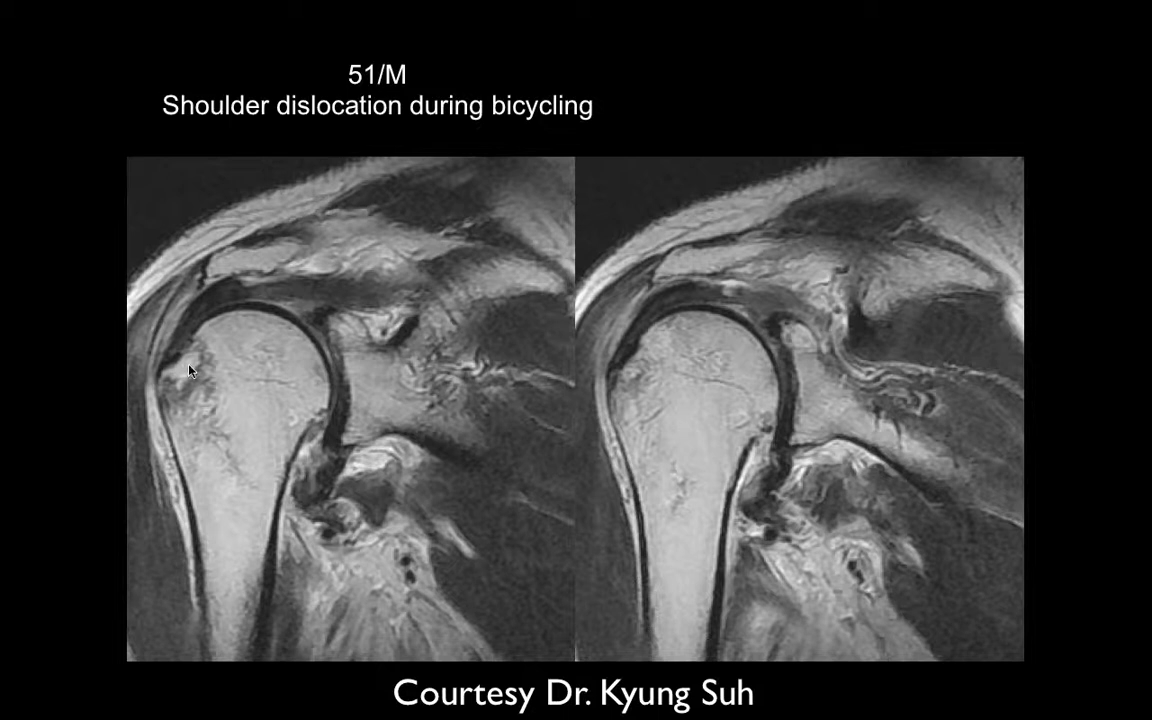 51/M
Shoulder dislocation during bicycling
Courtesy Dr. Kyung Suh